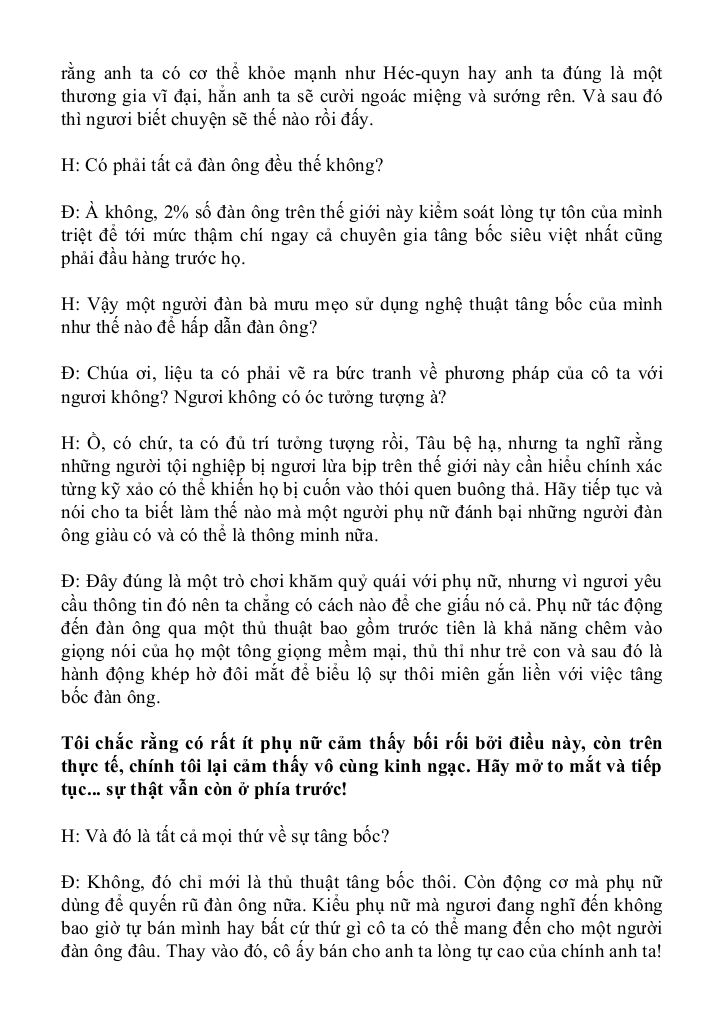 rằng anh ta có cơ thể khỏe mạnh như Héc-quyn hay anh ta đúng là một
thương gia vĩ đại, hẳn anh ta sẽ cười ngoác miệng và sướng rên. Và sau đó
thì ngươi biết chuyện sẽ thế nào rồi đấy.
H: Có phải tất cả đàn ông đều thế không?
Đ: À không, 2% số đàn ông trên thế giới này kiểm soát lòng tự tôn của mình
triệt để tới mức thậm chí ngay cả chuyên gia tâng bốc siêu việt nhất cũng
phải đầu hàng trước họ.
H: Vậy một người đàn bà mưu mẹo sử dụng nghệ thuật tâng bốc của mình
như thế nào để hấp dẫn đàn ông?
Đ: Chúa ơi, liệu ta có phải vẽ ra bức tranh về phương pháp của cô ta với
ngươi không? Ngươi không có óc tưởng tượng à?
H: Ồ, có chứ, ta có đủ trí tưởng tượng rồi, Tâu bệ hạ, nhưng ta nghĩ rằng
những người tội nghiệp bị ngươi lừa bịp trên thế giới này cần hiểu chính xác
từng kỹ xảo có thể khiến họ bị cuốn vào thói quen buông thả. Hãy tiếp tục và
nói cho ta biết làm thế nào mà một người phụ nữ đánh bại những người đàn
ông giàu có và có thể là thông minh nữa.
Đ: Đây đúng là một trò chơi khăm quỷ quái với phụ nữ, nhưng vì ngươi yêu
cầu thông tin đó nên ta chẳng có cách nào để che giấu nó cả. Phụ nữ tác động
đến đàn ông qua một thủ thuật bao gồm trước tiên là khả năng chêm vào
giọng nói của họ một tông giọng mềm mại, thủ thỉ như trẻ con và sau đó là
hành động khép hờ đôi mắt để biểu lộ sự thôi miên gắn liền với việc tâng
bốc đàn ông.
Tôi chắc rằng có rất ít phụ nữ cảm thấy bối rối bởi điều này, còn trên
thực tế, chính tôi lại cảm thấy vô cùng kinh ngạc. Hãy mở to mắt và tiếp
tục... sự thật vẫn còn ở phía trước!
H: Và đó là tất cả mọi thứ về sự tâng bốc?
Đ: Không, đó chỉ mới là thủ thuật tâng bốc thôi. Còn động cơ mà phụ nữ
dùng để quyến rũ đàn ông nữa. Kiểu phụ nữ mà ngươi đang nghĩ đến không
bao giờ tự bán mình hay bất cứ thứ gì cô ta có thể mang đến cho một người
đàn ông đâu. Thay vào đó, cô ấy bán cho anh ta lòng tự cao của chính anh ta!